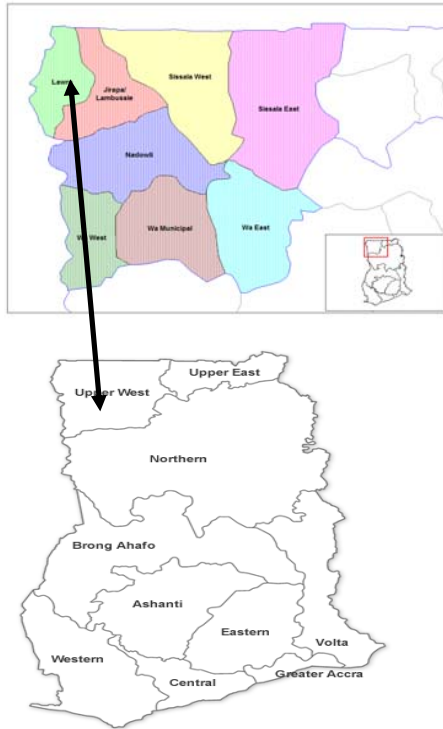 Lawra
Sissala West
Jirapa/
Lambusaie
Sissala East
Nadowli
Wa West
Wa Municipal
Wa East
Upper West
Upper East
Northern
Brong Ahafo
Ashanti
Eastern
Volta
Western
Central
Greater Accra